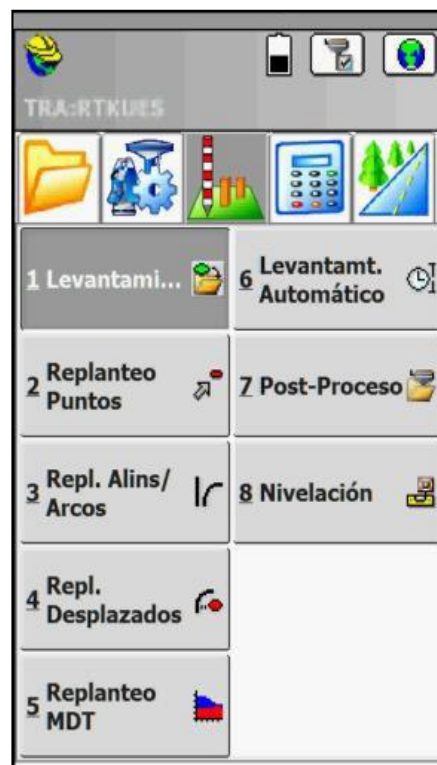 TRA:RTKUES
1 Levantami...
6 Levantamt.
Automático
2 Replanteo
Puntos
7 Post-Proceso
3 Repl. Alins/
Arcos
8 Nivelación
4 Repl.
Desplazados
5 Replanteo
MDT